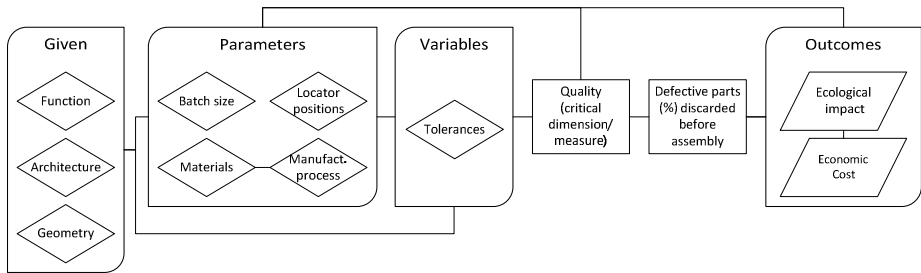 Given
Function
Architecture
Geometry
Parameters
Batch size
Locator
positions
Materials
Manufact.
process
Variables
Tolerances
Quality
(critical
dimension/
measure)
Defective parts
(%) discarded
before
assembly
Outcomes
Ecological
impact
Economic
Cost